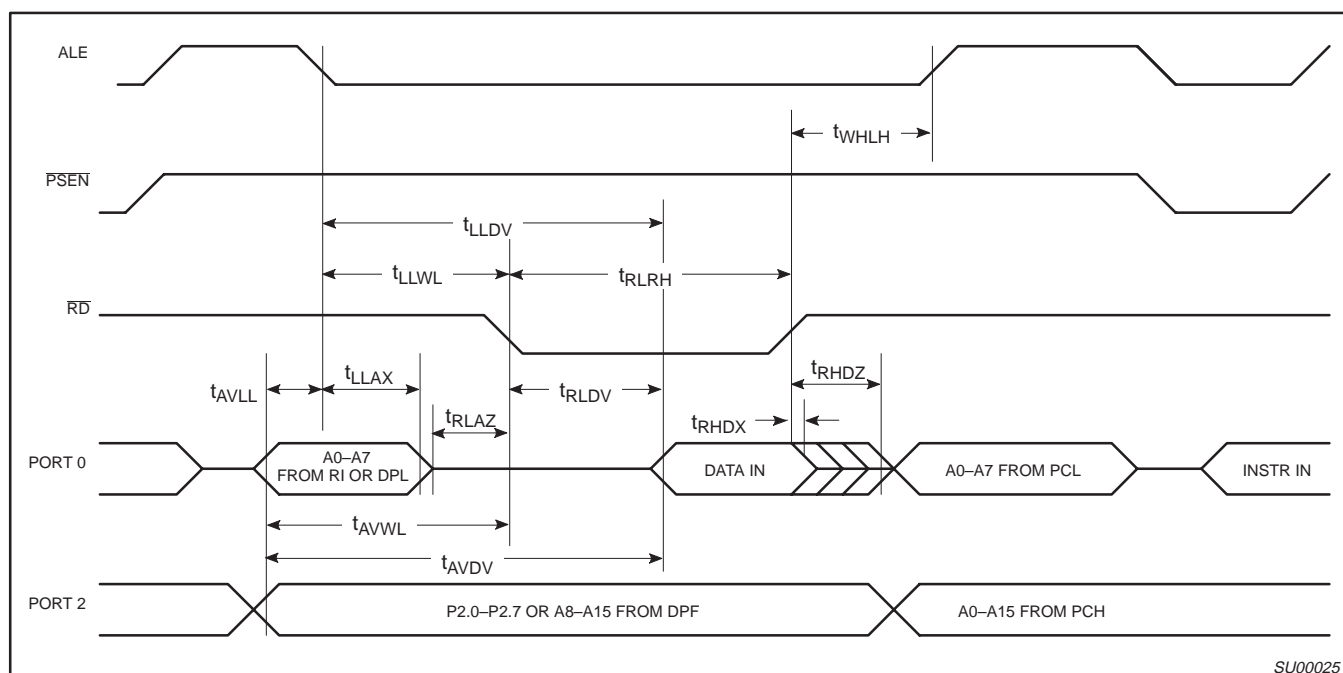 ALE
tWHLH
PSEN
tLLDV
tLLWL
tRLRH
RD
tAVLL
tLLAX
tRLDV
tRHDZ
tRLAZ
tRHDX
PORT 0
A0–A7
FROM RI OR DPL
DATA IN
A0–A7 FROM PCL
INSTR IN
tAVWL
tAVDV
PORT 2
P2.0–P2.7 OR A8–A15 FROM DPF
A0–A15 FROM PCH
SU00025